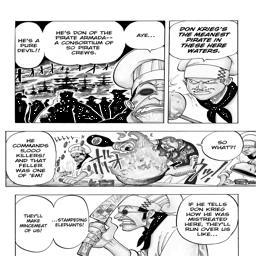 DON KRIEG'S
THE MEANEST
PIRATE IN
THESE HERE
WATERS.
AYE...
HE'S DON OF THE
PIRATE ARMADA--
A CONSORTIUM
OF 50 PIRATE
CREWS.
HE'S A
PURE
DEVIL!!
SO
WHAT?!
HE
COMMANDS
5,000
KILLERS! AND
THAT FELLER
WAS ONE
OF 'EM!
IF HE TELLS
DON KRIEG
HOW HE WAS
MISTREATED
HERE, THEY'LL
RUN OVER US
LIKE...
...STAMPEDING
ELEPHANTS!
THEY'LL MAKE
MINCEMEAT
OF US!